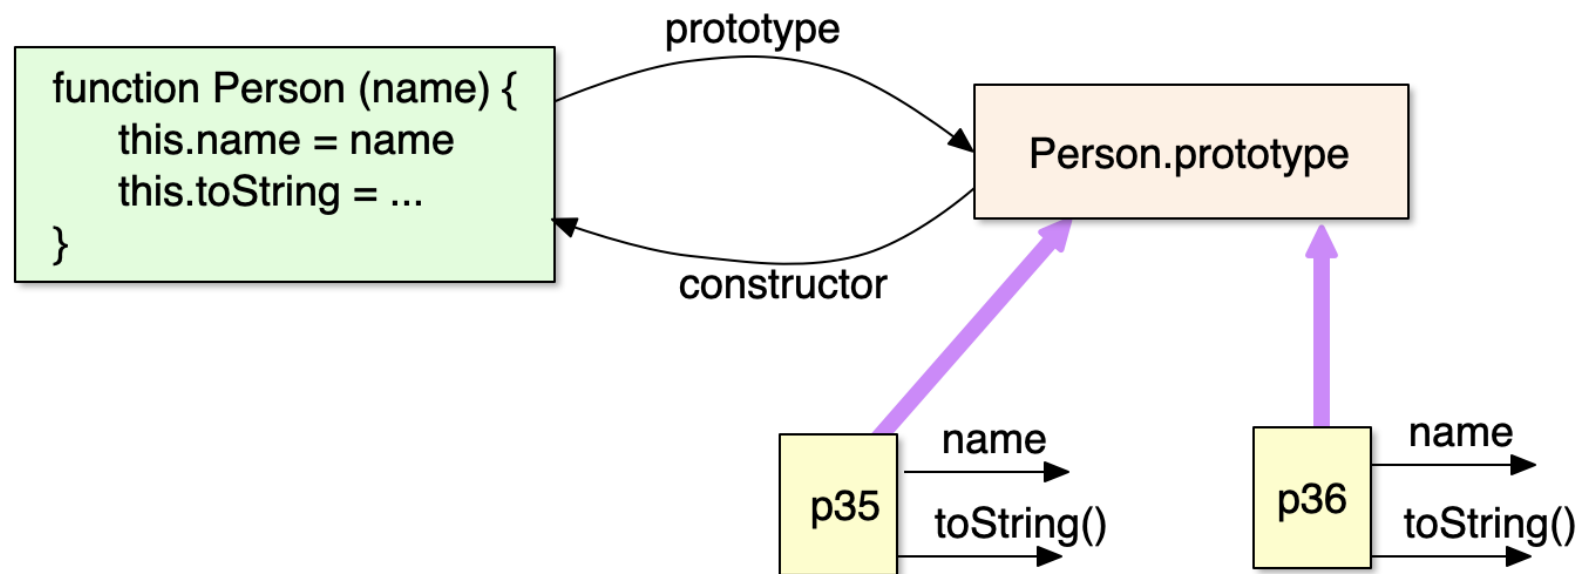 prototype
function Person (name) {
this.name = name
this.toString = ...
}
Person.prototype
constructor
name
p35
toString()
name
p36
toString()